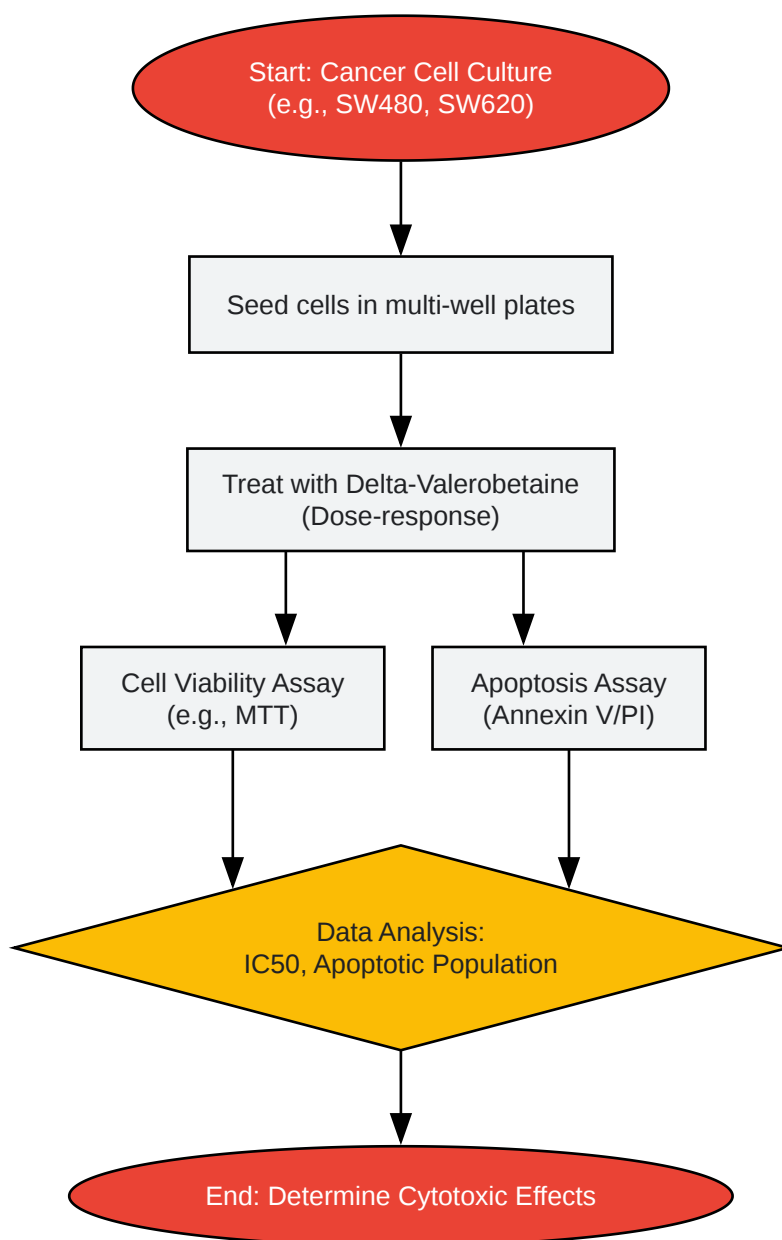 Start: Cancer Cell Culture
(e.g., SW480, SW620)
Seed cells in multi-well plates
Treat with Delta-Valerobetaine
(Dose-response)
Cell Viability Assay
(e.g., MTT)
Apoptosis Assay
(Annexin V/PI)
Data Analysis:
IC50, Apoptotic Population
End: Determine Cytotoxic Effects